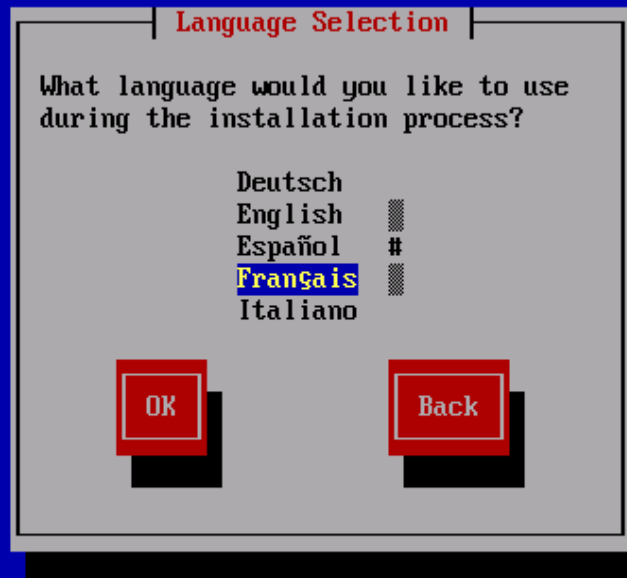 Language Selection
What language would you like to use
during the installation process?
Deutsch
English
Español #
Français
Italiano
OK
Back